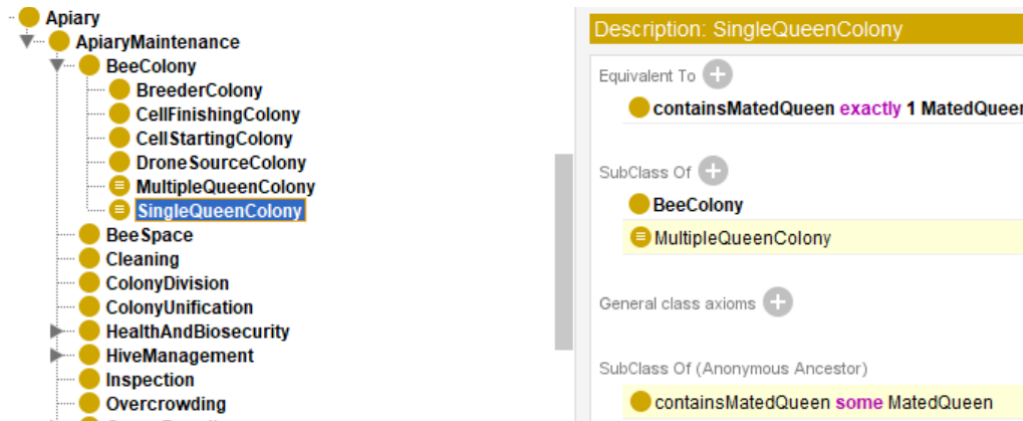 Apiary
ApiaryMaintenance
BeeColony
BreederColony
CellFinishingColony
CellStartingColony
DroneSourceColony
MultipleQueenColony
SingleQueenColony
BeeSpace
Cleaning
ColonyDivision
ColonyUnification
HealthAndBiosecurity
HiveManagement
Inspection
Overcrowding
Description: SingleQueenColony
Equivalent To
containsMatedQueen exactly 1 MatedQueen
SubClass Of
BeeColony
MultipleQueenColony
General class axioms
SubClass Of (Anonymous Ancestor)
containsMatedQueen some MatedQueen